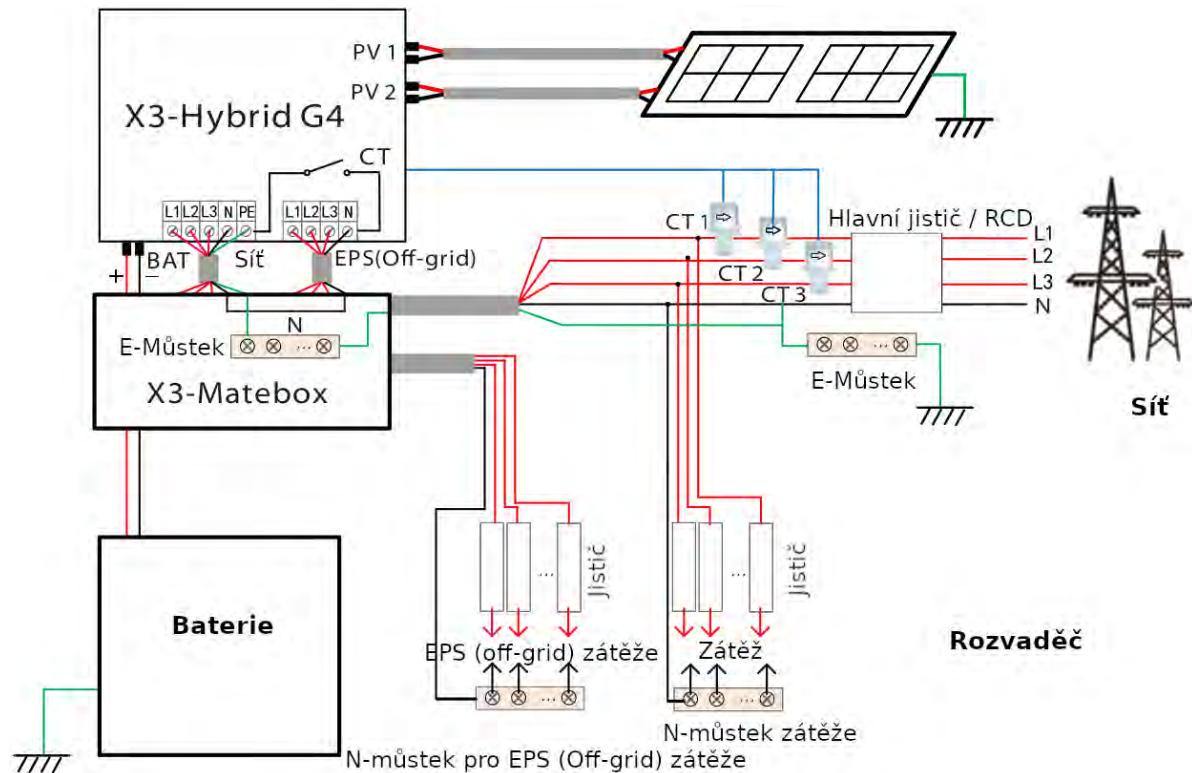 PV 1
PV 2
X3-Hybrid G4
CT
L1 L2 L3 N PE
L1 L2 L3 N
+
−
BAT
Síť
EPS(Off-grid)
CT 1
CT 2
CT 3
Hlavní jistič / RCD
L1
L2
L3
N
N
E-Můstek
...
X3-Matebox
...
E-Můstek
Síť
...
Jistič
...
Jistič
Baterie
EPS (off-grid) zátěže
Zátěž
Rozvaděč
...
...
N-můstek zátěže
N-můstek pro EPS (Off-grid) zátěže